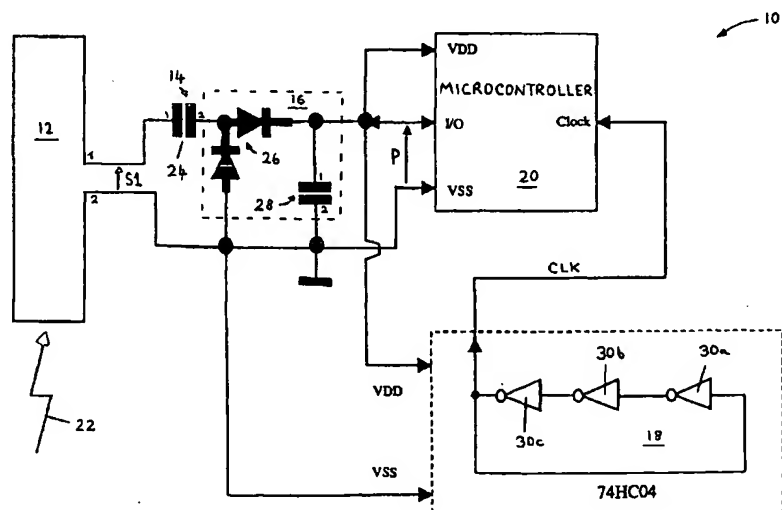 10
12
1
2
S1
22
14
1
2
24
16
26
1
2
28
VDD
MICROCONTROLLER
I/O
Clock
P
20
VSS
CLK
VDD
VSS
30a
30b
30c
18
74HC04